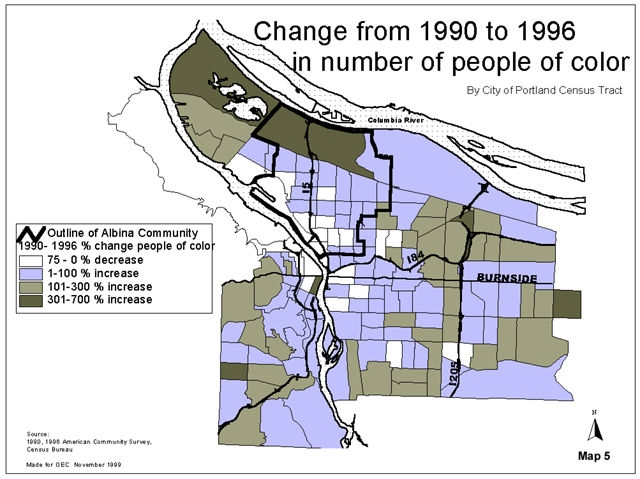 Change from 1990 to 1996
in number of people of color
By City of Portland Census Tract
Columbia River
I5
Outline of Albina Community
1990- 1996 % change people of color
75 - 0 % decrease
1-100 % increase
101-300 % increase
301-700 % increase
I84
BURNSIDE
I205
Source:
1990, 1996 American Community Survey,
Census Bureau
Made for OEC November 1999
N
Map 5